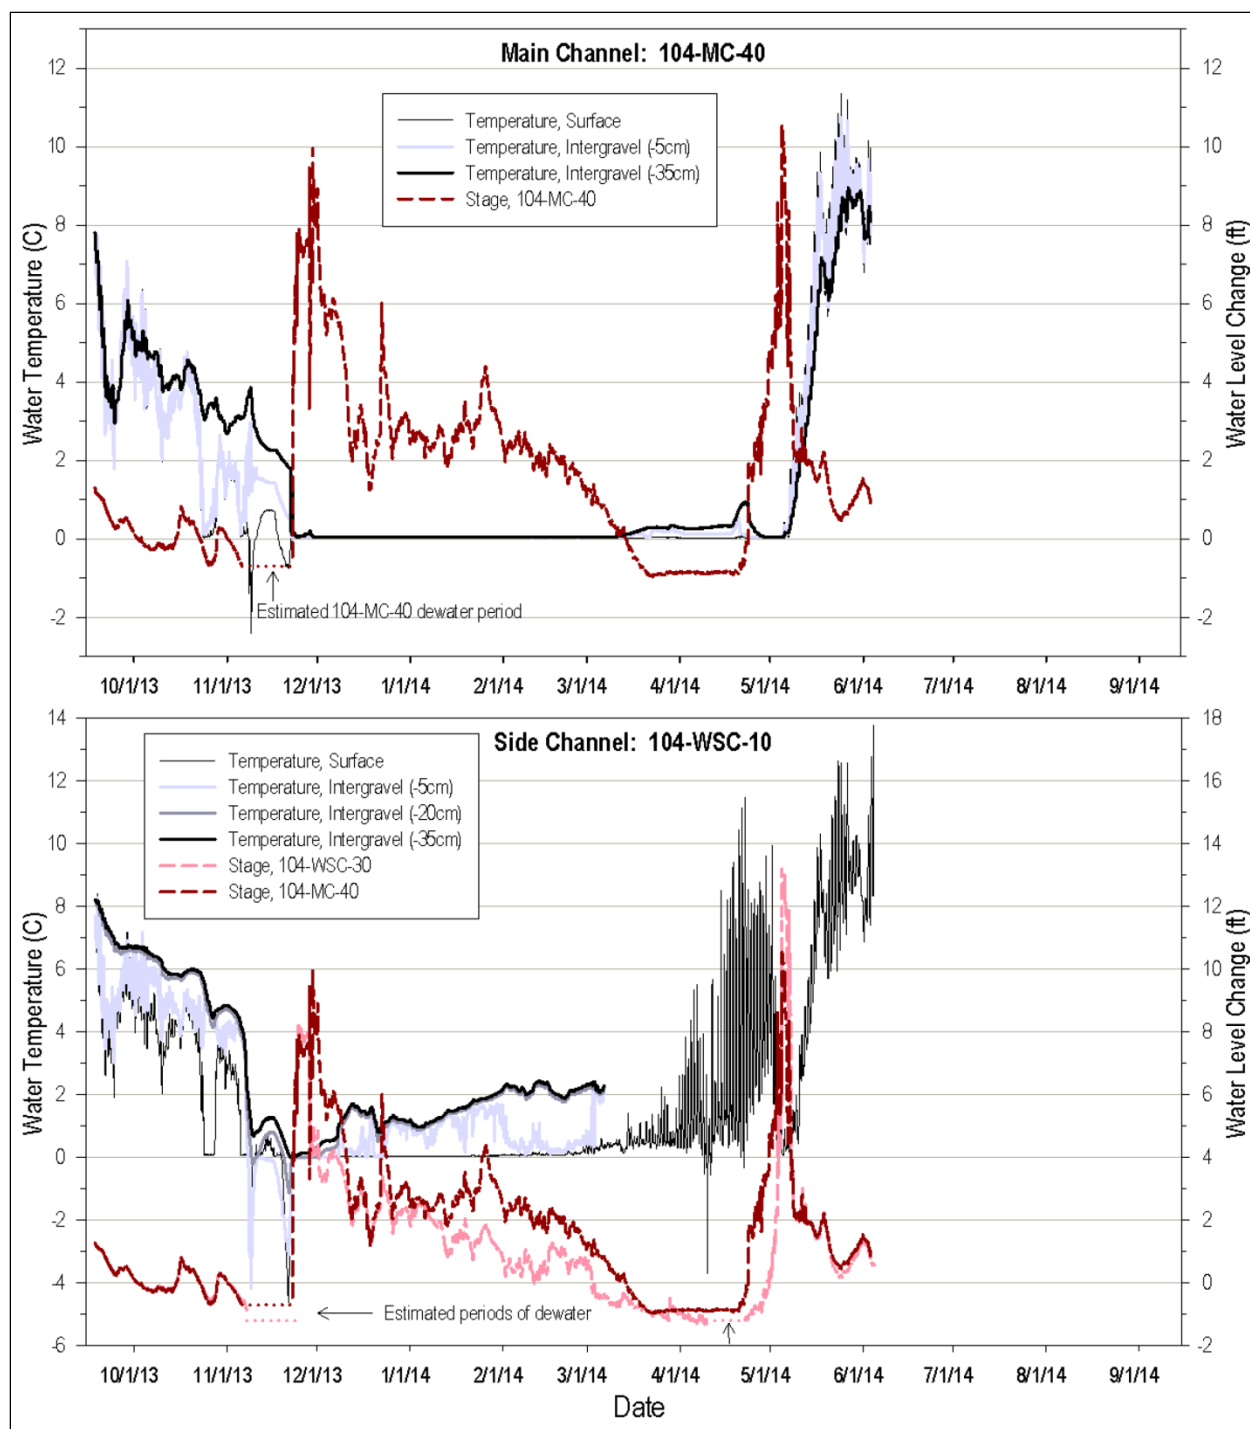 Main Channel: 104-MC-40
Temperature, Surface
Temperature, Intergravel (-5cm)
Temperature, Intergravel (-35cm)
Stage, 104-MC-40
Water Temperature (C)
12
10
8
6
4
2
0
-2
Water Level Change (ft)
12
10
8
6
4
2
0
-2
Estimated 104-MC-40 dewater period
10/1/13 11/1/13 12/1/13 1/1/14 2/1/14 3/1/14 4/1/14 5/1/14 6/1/14 7/1/14 8/1/14 9/1/14
Side Channel: 104-WSC-10
Temperature, Surface
Temperature, Intergravel (-5cm)
Temperature, Intergravel (-20cm)
Temperature, Intergravel (-35cm)
Stage, 104-WSC-30
Stage, 104-MC-40
Water Temperature (C)
14
12
10
8
6
4
2
0
-2
-4
-6
Water Level Change (ft)
18
16
14
12
10
8
6
4
2
0
-2
Estimated periods of dewater
10/1/13 11/1/13 12/1/13 1/1/14 2/1/14 3/1/14 4/1/14 5/1/14 6/1/14 7/1/14 8/1/14 9/1/14
Date